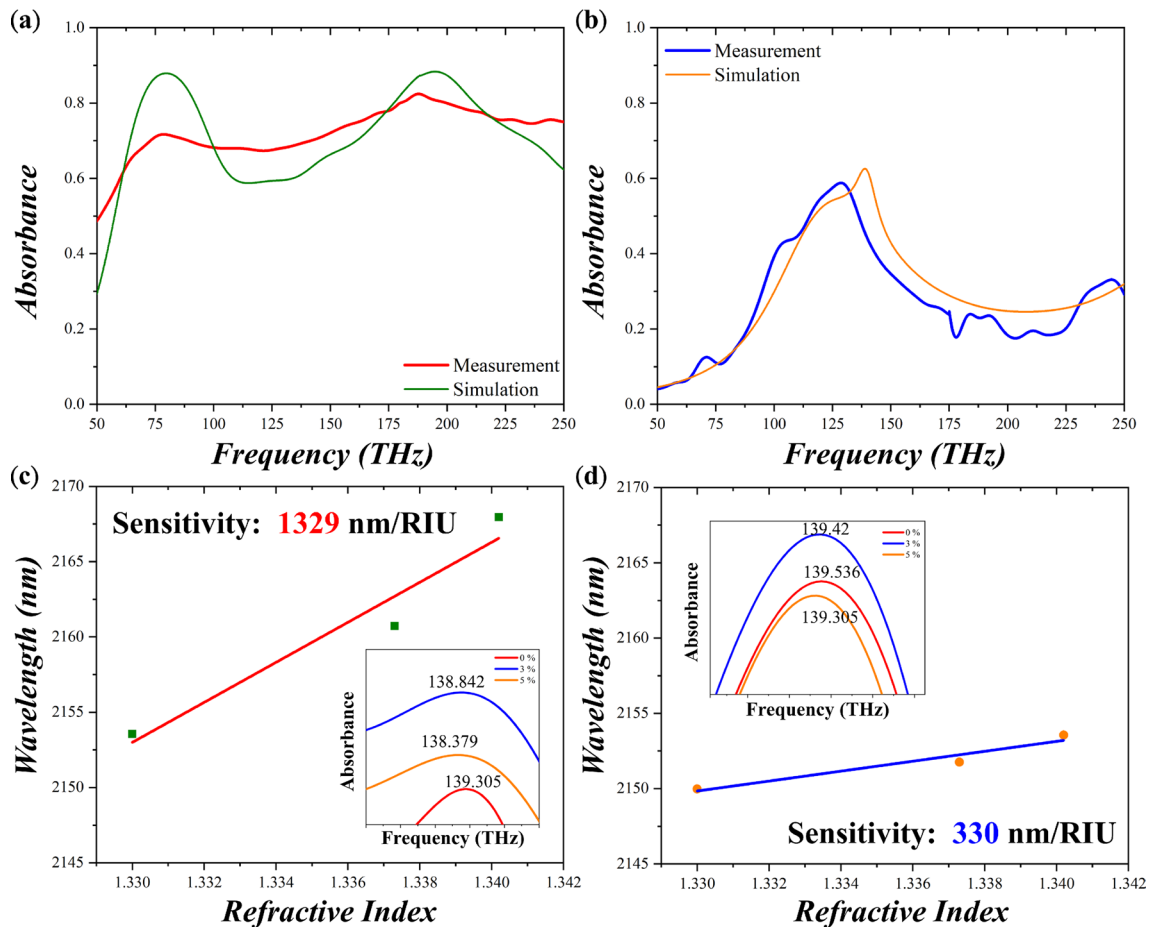 (a)
1.0
0.8
0.6
0.4
0.2
0.0
Absorbance
Measurement
Simulation
50 75 100 125 150 175 200 225 250
Frequency (THz)
(b)
1.0
0.8
0.6
0.4
0.2
0.0
Absorbance
Measurement
Simulation
50 75 100 125 150 175 200 225 250
Frequency (THz)
(c)
2170
2165
2160
2155
2150
2145
Wavelength (nm)
Sensitivity: 1329 nm/RIU
0 %
3 %
5 %
138.842
138.379
139.305
Absorbance
Frequency (THz)
1.330 1.332 1.334 1.336 1.338 1.340 1.342
Refractive Index
(d)
2170
2165
2160
2155
2150
2145
Wavelength (nm)
0 %
3 %
5 %
139.42
139.536
139.305
Absorbance
Frequency (THz)
Sensitivity: 330 nm/RIU
1.330 1.332 1.334 1.336 1.338 1.340 1.342
Refractive Index